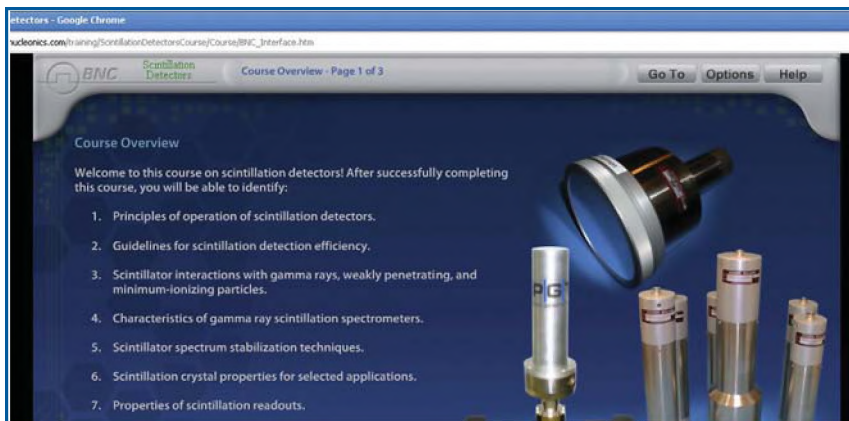 etectors - Google Chrome
nucleonics.com/training/ScintillationDetectorsCourse/Course/BNC_Interface.htm
BNC
Scintillation
Detectors
Course Overview - Page 1 of 3
Go To
Options
Help
Course Overview
Welcome to this course on scintillation detectors! After successfully completing
this course, you will be able to identify:
1. Principles of operation of scintillation detectors.
2. Guidelines for scintillation detection efficiency.
3. Scintillator interactions with gamma rays, weakly penetrating, and
minimum-ionizing particles.
4. Characteristics of gamma ray scintillation spectrometers.
5. Scintillator spectrum stabilization techniques.
6. Scintillation crystal properties for selected applications.
7. Properties of scintillation readouts.
PGT